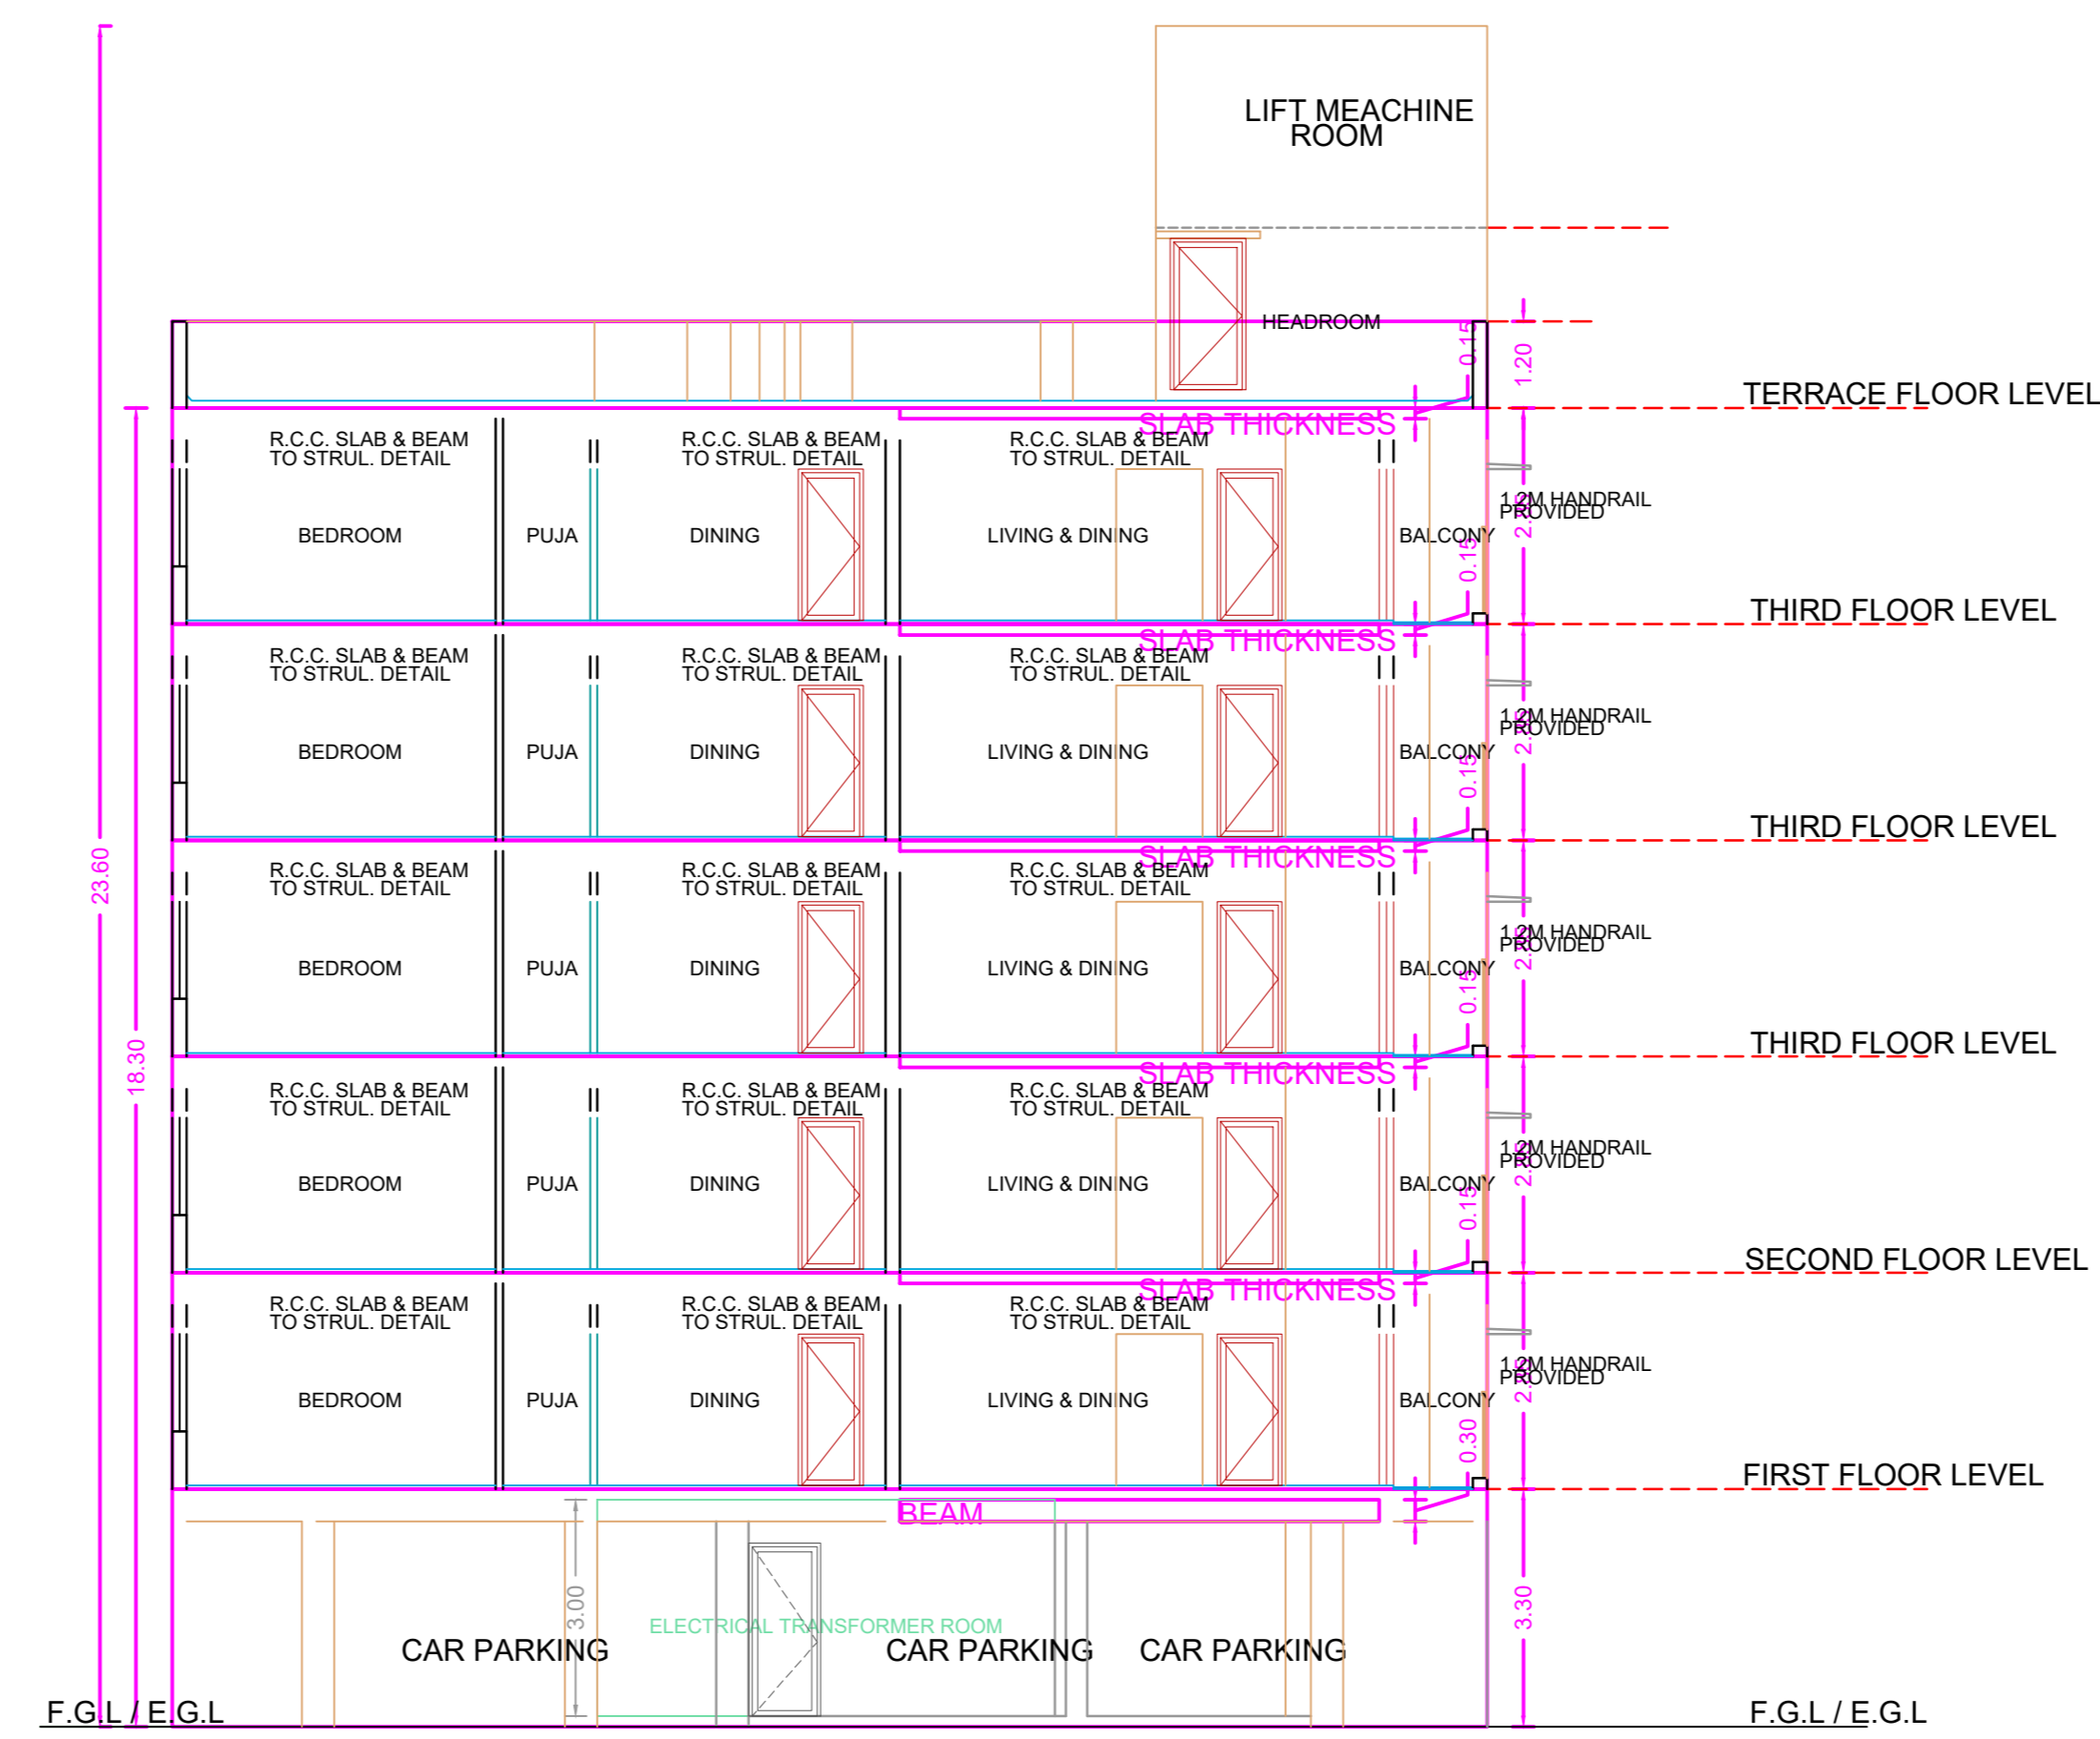 LIFT MEACHINE
ROOM
HEADROOM
0.15
1.20
TERRACE FLOOR LEVEL
SLAB THICKNESS
R.C.C. SLAB & BEAM
TO STRUL. DETAIL
R.C.C. SLAB & BEAM
TO STRUL. DETAIL
R.C.C. SLAB & BEAM
TO STRUL. DETAIL
1.2M HANDRAIL
PROVIDED
BEDROOM
PUJA
DINING
LIVING & DINING
BALCONY
0.15
THIRD FLOOR LEVEL
SLAB THICKNESS
R.C.C. SLAB & BEAM
TO STRUL. DETAIL
R.C.C. SLAB & BEAM
TO STRUL. DETAIL
R.C.C. SLAB & BEAM
TO STRUL. DETAIL
1.2M HANDRAIL
PROVIDED
BEDROOM
PUJA
DINING
LIVING & DINING
BALCONY
0.15
THIRD FLOOR LEVEL
SLAB THICKNESS
23.60
R.C.C. SLAB & BEAM
TO STRUL. DETAIL
R.C.C. SLAB & BEAM
TO STRUL. DETAIL
R.C.C. SLAB & BEAM
TO STRUL. DETAIL
1.2M HANDRAIL
PROVIDED
BEDROOM
PUJA
DINING
LIVING & DINING
BALCONY
0.15
THIRD FLOOR LEVEL
SLAB THICKNESS
18.30
R.C.C. SLAB & BEAM
TO STRUL. DETAIL
R.C.C. SLAB & BEAM
TO STRUL. DETAIL
R.C.C. SLAB & BEAM
TO STRUL. DETAIL
1.2M HANDRAIL
PROVIDED
BEDROOM
PUJA
DINING
LIVING & DINING
BALCONY
0.15
SECOND FLOOR LEVEL
SLAB THICKNESS
R.C.C. SLAB & BEAM
TO STRUL. DETAIL
R.C.C. SLAB & BEAM
TO STRUL. DETAIL
R.C.C. SLAB & BEAM
TO STRUL. DETAIL
1.2M HANDRAIL
PROVIDED
BEDROOM
PUJA
DINING
LIVING & DINING
BALCONY
0.30
FIRST FLOOR LEVEL
BEAM
3.00
3.30
ELECTRICAL TRANSFORMER ROOM
CAR PARKING
CAR PARKING
CAR PARKING
F.G.L / E.G.L
F.G.L / E.G.L